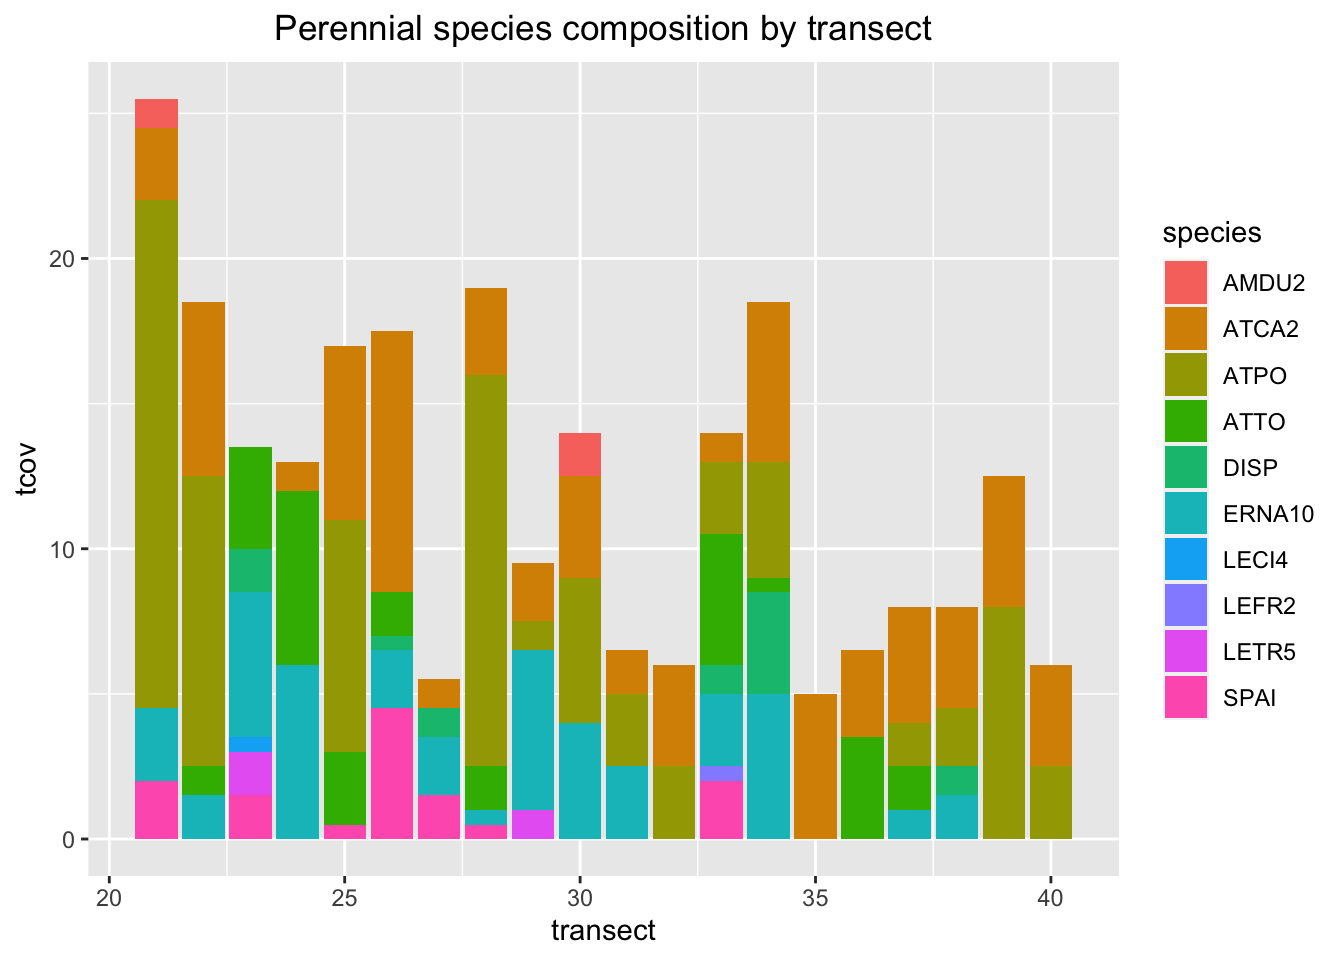 Perennial species composition by transect
tcov
20
10
0
20 25 30 35 40
transect
species
AMDU2
ATCA2
ATPO
ATTO
DISP
ERNA10
LECI4
LEFR2
LETR5
SPAI